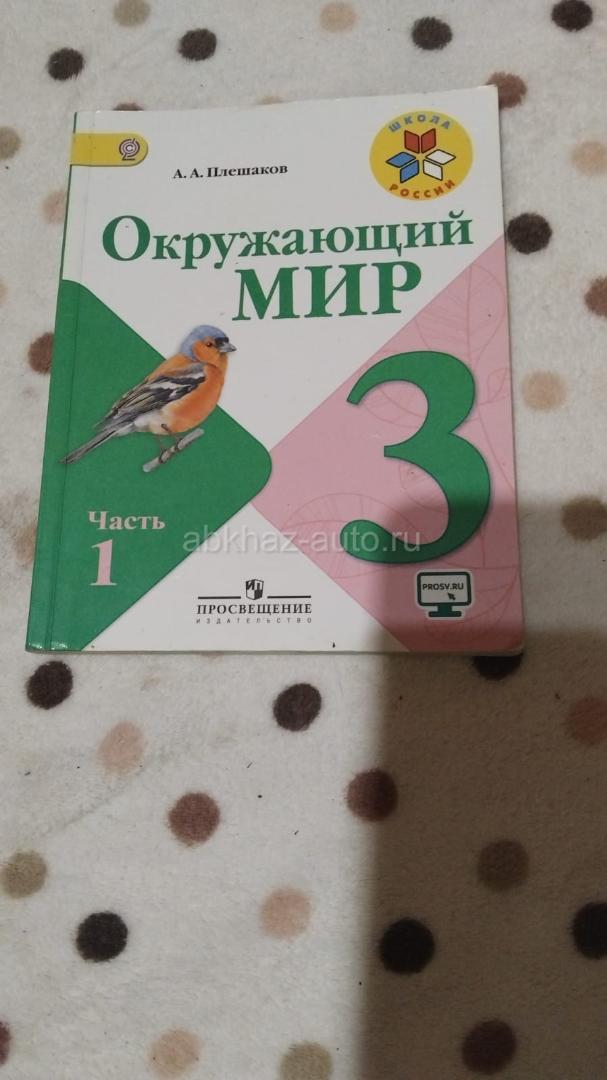 А. А. Плешаков
ШКОЛА
РОССИИ
Окружающий
МИР
3
Часть
1
abkhaz-auto.ru
PROSV.RU
ПРОСВЕЩЕНИЕ
ИЗДАТЕЛЬСТВО